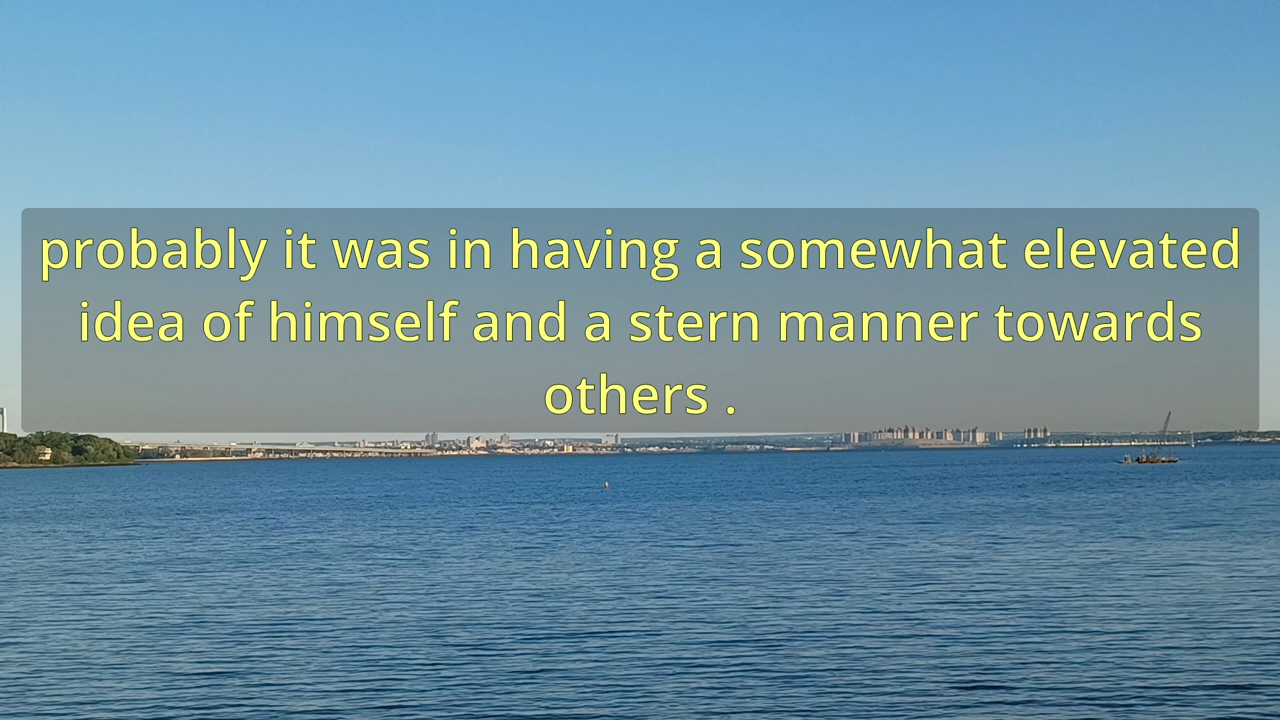 probably it was in having a somewhat elevated
idea of himself and a stern manner towards
others .